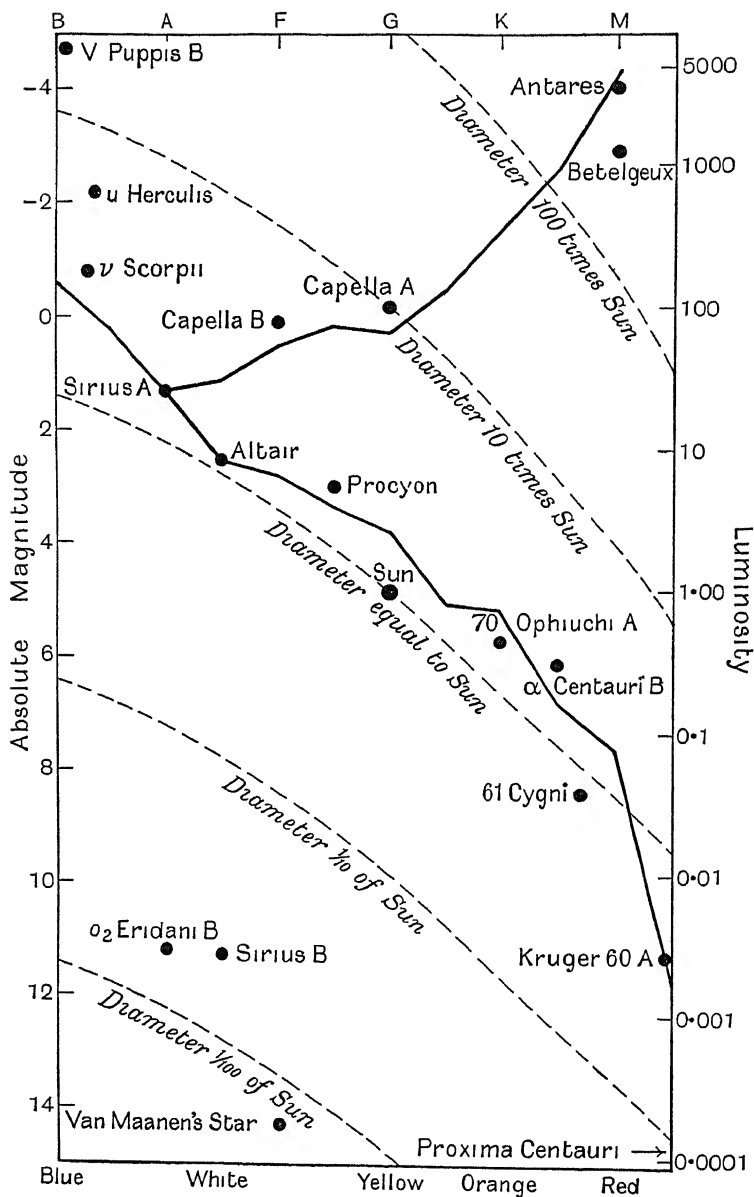 B A F G K M
V Puppis B
5000
-4
Antares
1000
Betelgeux
Diameter 100 times Sun
u Herculis
-2
ν Scorpii
Capella A
Capella B
0
100
Sirius A
Diameter 10 times Sun
2
Altair
10
Procyon
Absolute Magnitude
Luminosity
4
Diameter equal to Sun
Sun
1·00
70 Ophiuchi A
6
α Centauri B
0·1
8
61 Cygni
Diameter 1/10 of Sun
10
0·01
o₂ Eridani B
Sirius B
Kruger 60 A
12
0·001
Diameter 1/100 of Sun
14
Van Maanen's Star
Proxima Centauri →
0·0001
Blue White Yellow Orange Red